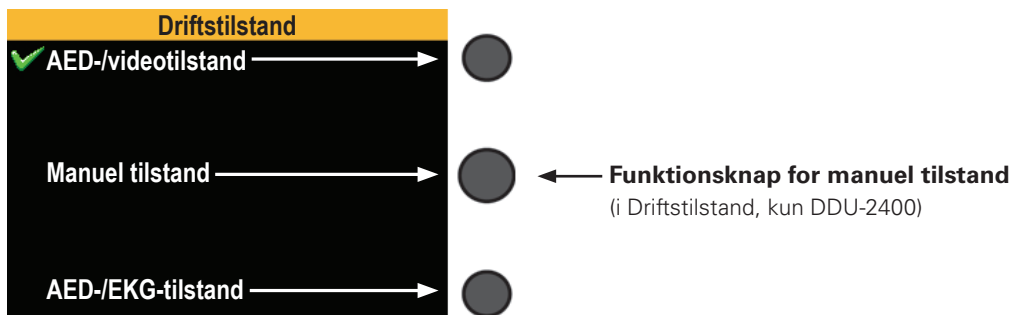 Driftstilstand
AED-/videotilstand
Manuel tilstand
Funktionsknap for manuel tilstand
(i Driftstilstand, kun DDU-2400)
AED-/EKG-tilstand